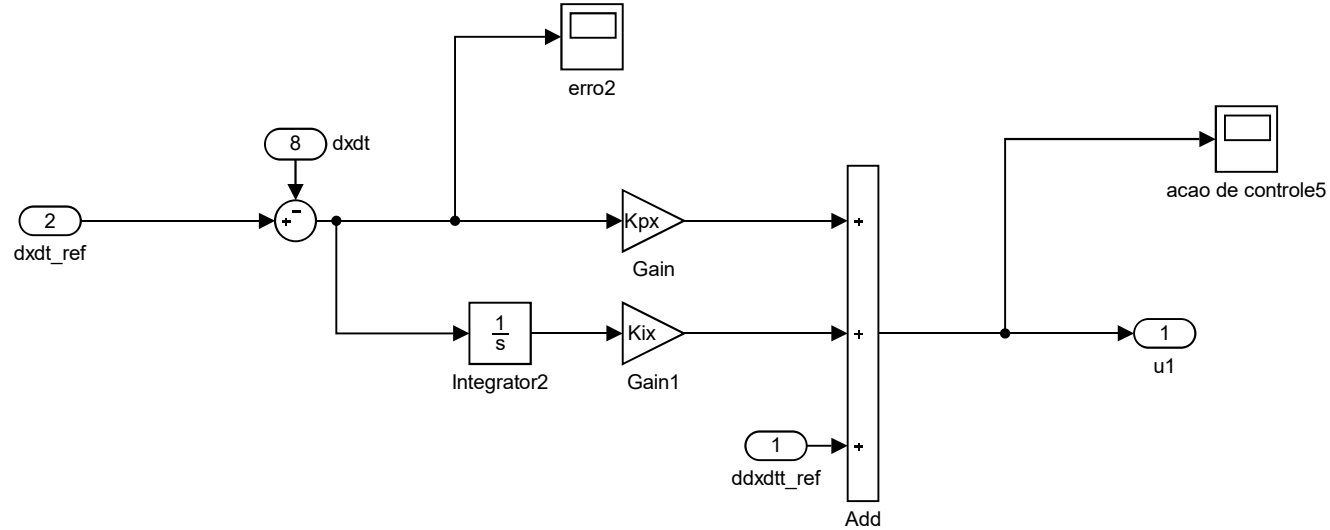 erro2
8
dxdt
acao de controle5
2
dxdt_ref
-
+
Kpx
Gain
+
1
s
Integrator2
Kix
Gain1
+
1
u1
1
ddxdtt_ref
+
Add